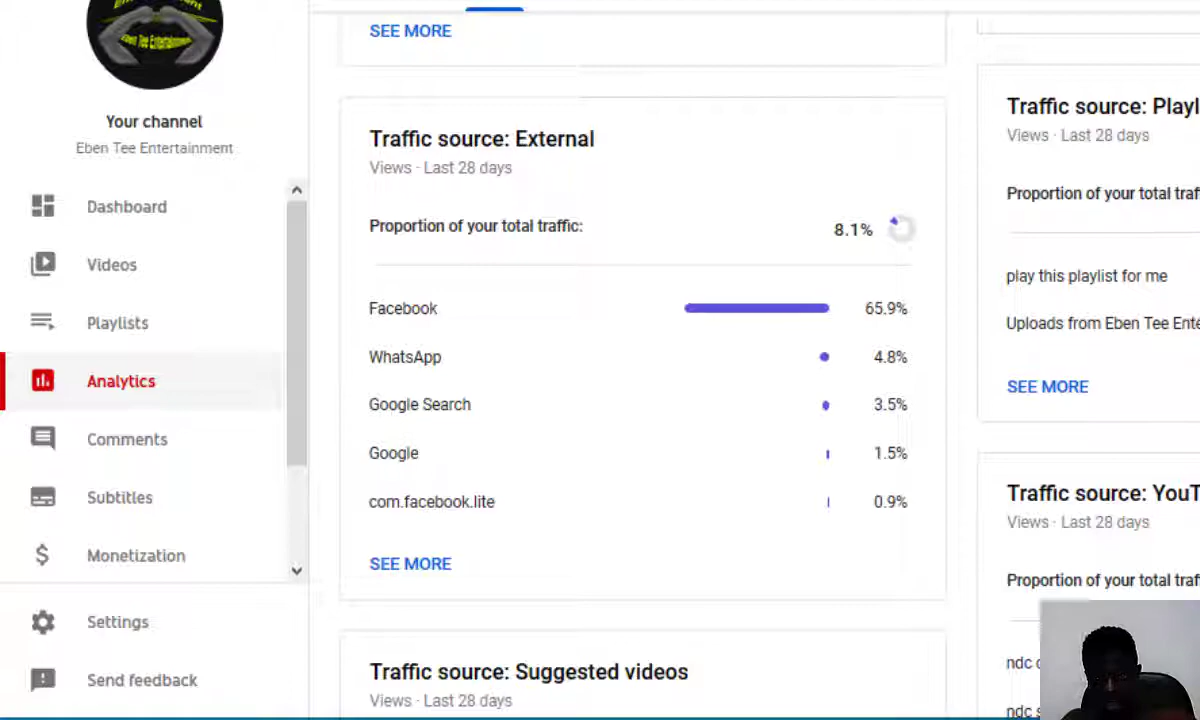 Eben Tee Entertainment
Your channel
Eben Tee Entertainment
Dashboard
Videos
Playlists
Analytics
Comments
Subtitles
Monetization
Settings
Send feedback
SEE MORE
Traffic source: External
Views · Last 28 days
Proportion of your total traffic:
8.1%
Facebook
65.9%
WhatsApp
4.8%
Google Search
3.5%
Google
1.5%
com.facebook.lite
0.9%
SEE MORE
Traffic source: Suggested videos
Views · Last 28 days
Traffic source: Playl
Views · Last 28 days
Proportion of your total traf
play this playlist for me
Uploads from Eben Tee Ente
SEE MORE
Traffic source: YouT
Views · Last 28 days
Proportion of your total traf
ndc
ndc s